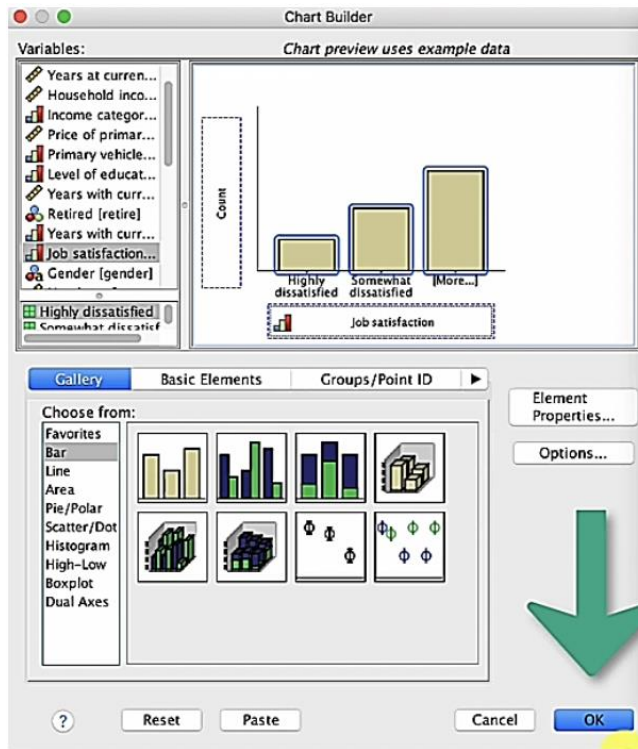 Chart Builder
Variables:
Chart preview uses example data
Years at curren...
Household inco...
Income categor...
Price of primar...
Primary vehicle...
Level of educat...
Years with curr...
Retired [retire]
Years with curr...
Job satisfaction...
Gender [gender]
Highly dissatisfied
Somewhat dissatisf
Count
Highly dissatisfied
Somewhat dissatisfied
[More...]
Job satisfaction
Gallery
Basic Elements
Groups/Point ID
Choose from:
Favorites
Bar
Line
Area
Pie/Polar
Scatter/Dot
Histogram
High-Low
Boxplot
Dual Axes
Element
Properties...
Options...
?
Reset
Paste
Cancel
OK